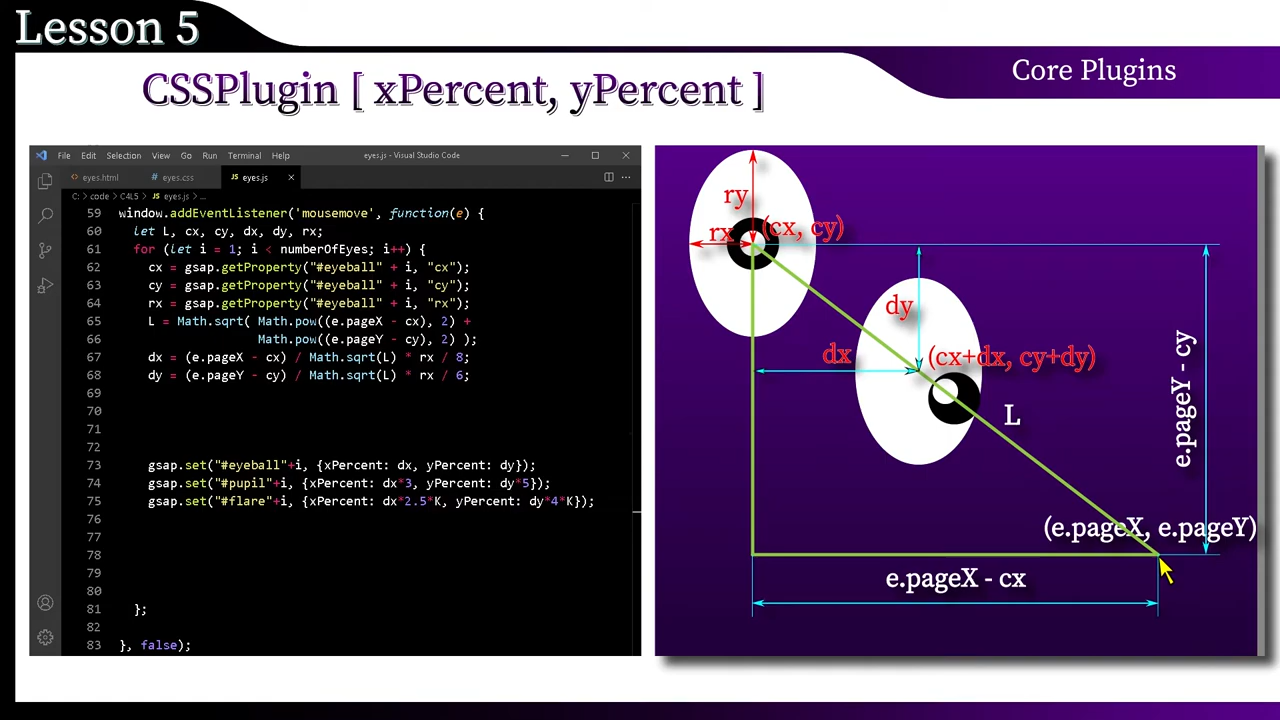 Lesson 5
CSSPlugin [ xPercent, yPercent ]
Core Plugins
File Edit Selection View Go Run Terminal Help eyes.js - Visual Studio Code
<> eyes.html # eyes.css JS eyes.js ×
C: > code > C4L5 > JS eyes.js > ...
59 window.addEventListener('mousemove', function(e) {
60 let L, cx, cy, dx, dy, rx;
61 for (let i = 1; i < numberOfEyes; i++) {
62 cx = gsap.getProperty("#eyeball" + i, "cx");
63 cy = gsap.getProperty("#eyeball" + i, "cy");
64 rx = gsap.getProperty("#eyeball" + i, "rx");
65 L = Math.sqrt( Math.pow((e.pageX - cx), 2) +
66 Math.pow((e.pageY - cy), 2) );
67 dx = (e.pageX - cx) / Math.sqrt(L) * rx / 8;
68 dy = (e.pageY - cy) / Math.sqrt(L) * rx / 6;
69
70
71
72
73 gsap.set("#eyeball"+i, {xPercent: dx, yPercent: dy});
74 gsap.set("#pupil"+i, {xPercent: dx*3, yPercent: dy*5});
75 gsap.set("#flare"+i, {xPercent: dx*2.5*K, yPercent: dy*4*K});
76
77
78
79
80
81 };
82
83 }, false);
ry
rx
(cx, cy)
dy
dx
(cx+dx, cy+dy)
L
e.pageY - cy
(e.pageX, e.pageY)
e.pageX - cx